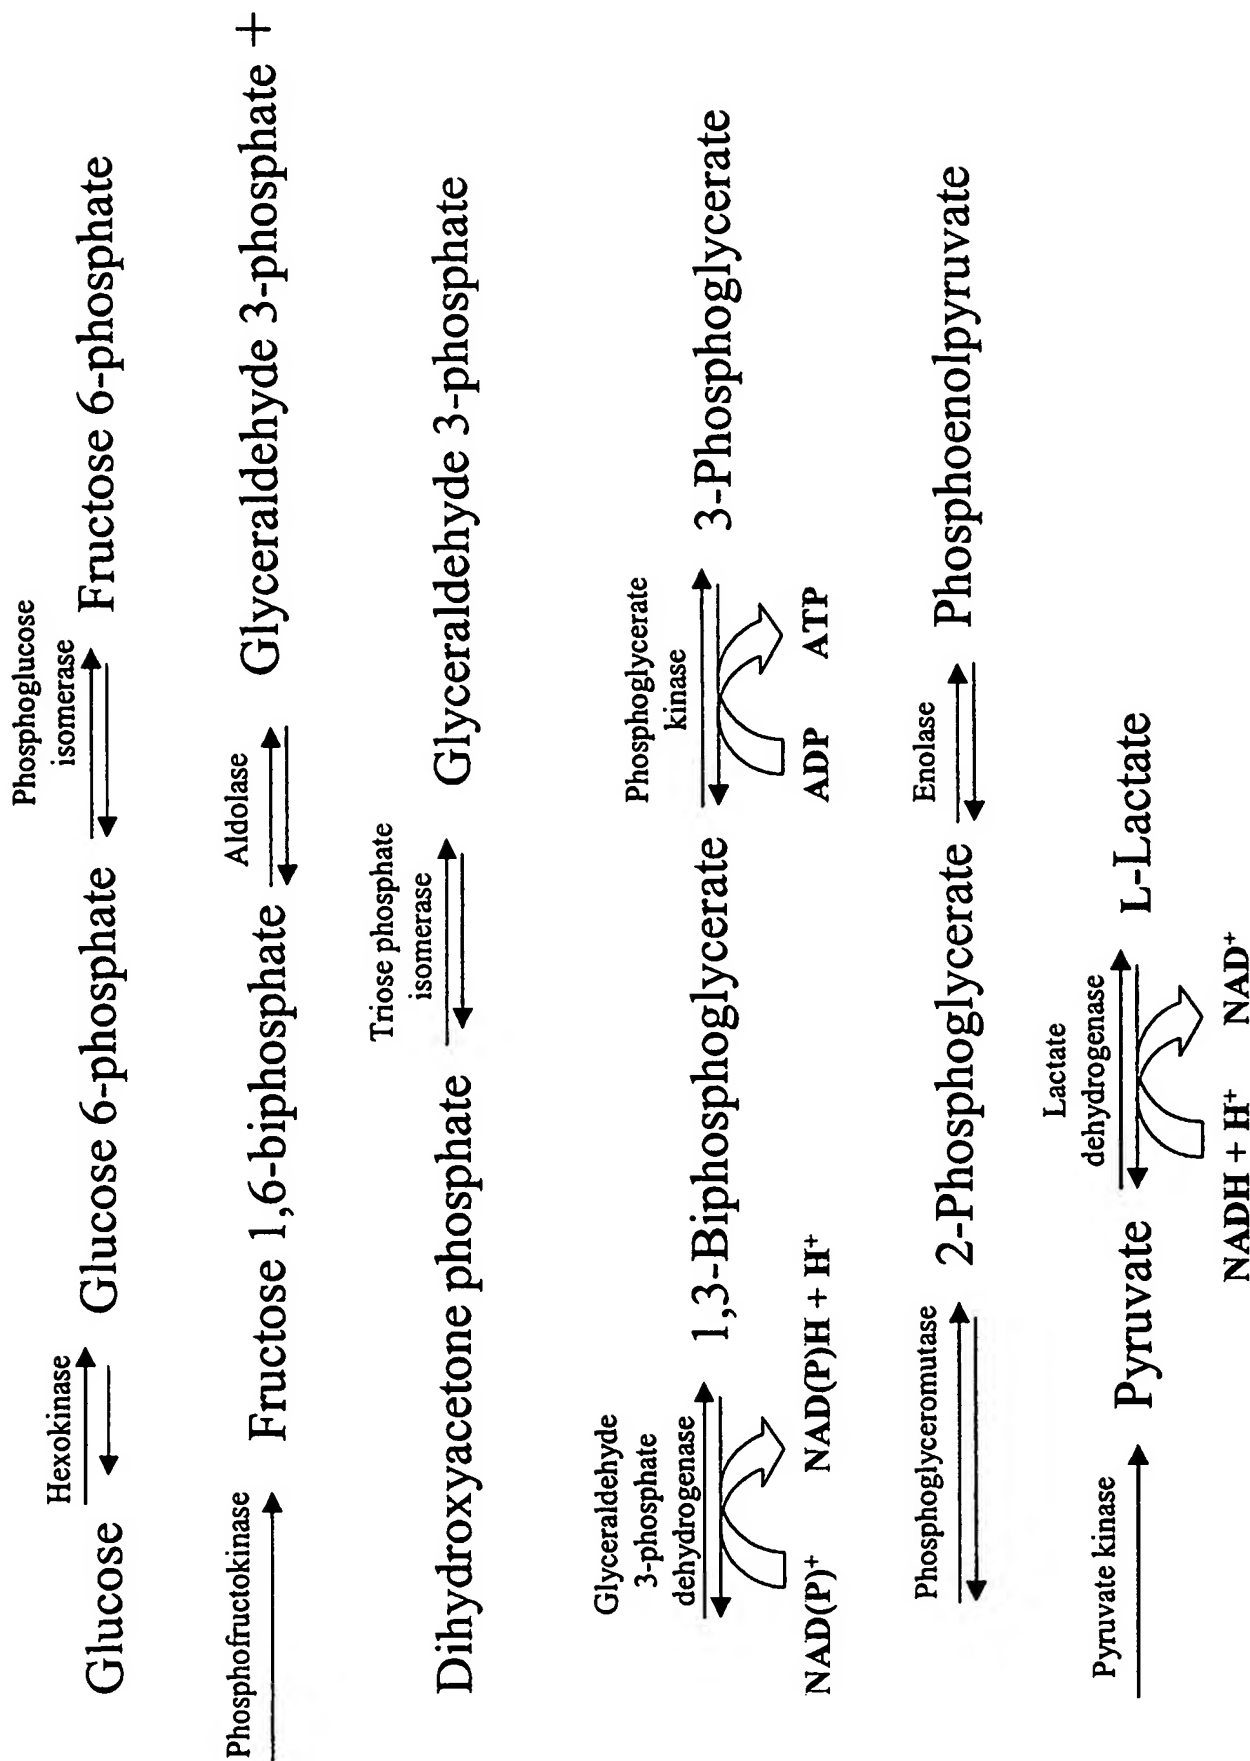 Phosphoglucose
Hexokinase isomerase
Glucose Glucose 6-phosphate Fructose 6-phosphate
Phosphofructokinase Aldolase
Fructose 1,6-biphosphate Glyceraldehyde 3-phosphate +
Triose phosphate
isomerase
Dihydroxyacetone phosphate Glyceraldehyde 3-phosphate
Glyceraldehyde
3-phosphate Phosphoglycerate
dehydrogenase kinase
1,3-Biphosphoglycerate 3-Phosphoglycerate
NAD(P)+ NAD(P)H + H+ ADP ATP
Phosphoglyceromutase Enolase
2-Phosphoglycerate Phosphoenolpyruvate
Lactate
Pyruvate kinase dehydrogenase
Pyruvate L-Lactate
NADH + H+ NAD+